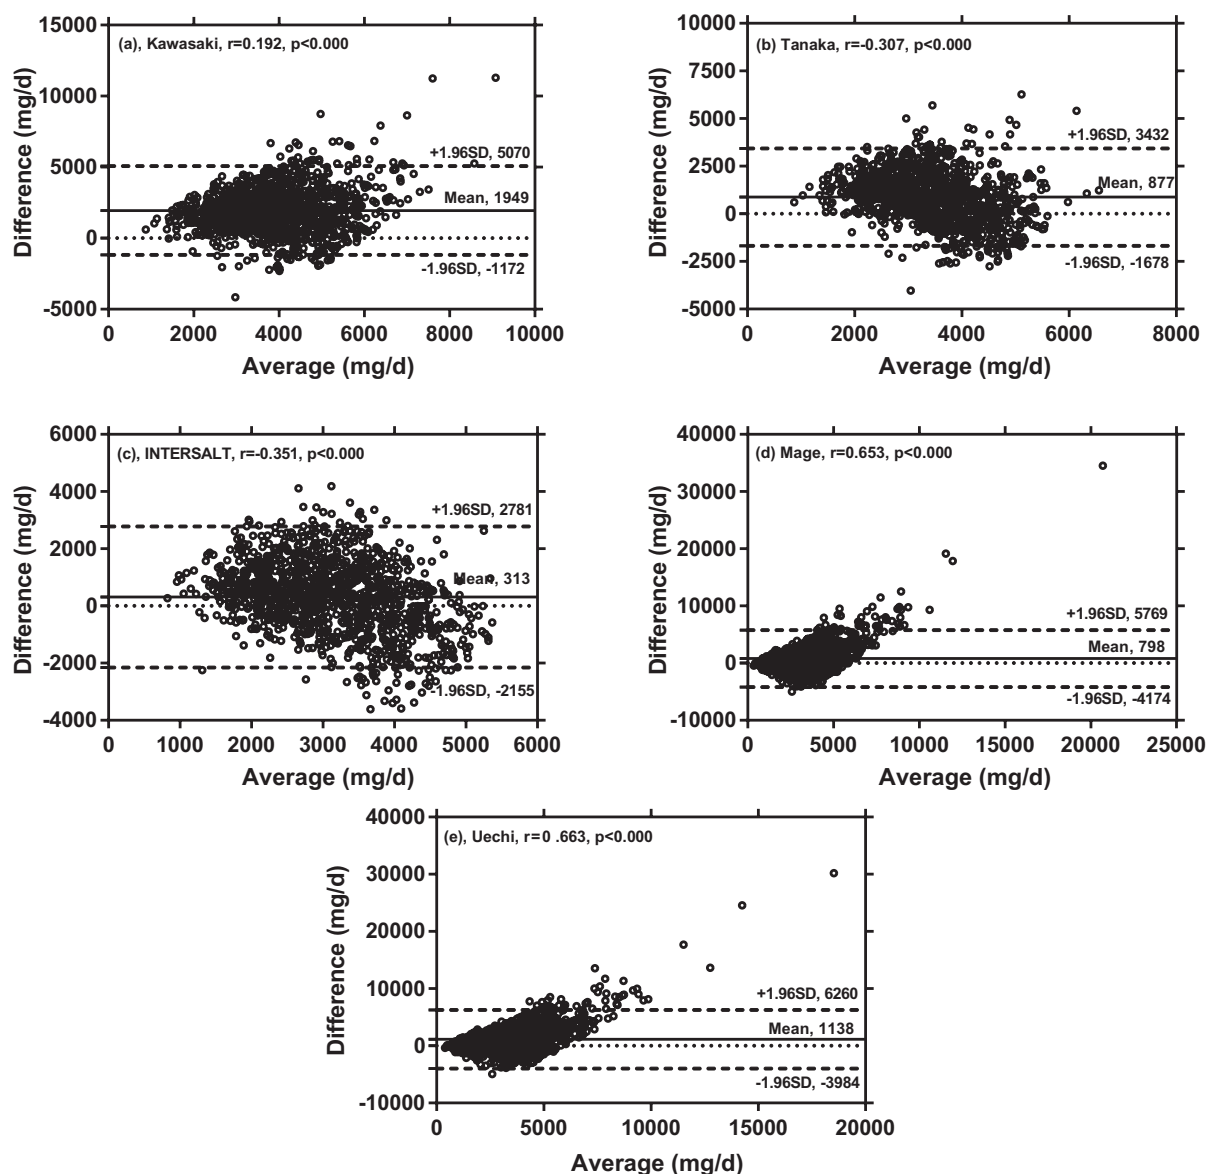 (a), Kawasaki, r=0.192, p<0.000
15000
10000
5000
0
-5000
Difference (mg/d)
+1.96SD, 5070
Mean, 1949
-1.96SD, -1172
0 2000 4000 6000 8000 10000
Average (mg/d)
(b) Tanaka, r=-0.307, p<0.000
10000
7500
5000
2500
0
-2500
-5000
Difference (mg/d)
+1.96SD, 3432
Mean, 877
-1.96SD, -1678
0 2000 4000 6000 8000
Average (mg/d)
(c), INTERSALT, r=-0.351, p<0.000
6000
4000
2000
0
-2000
-4000
Difference (mg/d)
+1.96SD, 2781
Mean, 313
-1.96SD, -2155
0 1000 2000 3000 4000 5000 6000
Average (mg/d)
(d) Mage, r=0.653, p<0.000
40000
30000
20000
10000
0
-10000
Difference (mg/d)
+1.96SD, 5769
Mean, 798
-1.96SD, -4174
0 5000 10000 15000 20000 25000
Average (mg/d)
(e), Uechi, r=0 .663, p<0.000
40000
30000
20000
10000
0
-10000
Difference (mg/d)
+1.96SD, 6260
Mean, 1138
-1.96SD, -3984
0 5000 10000 15000 20000
Average (mg/d)